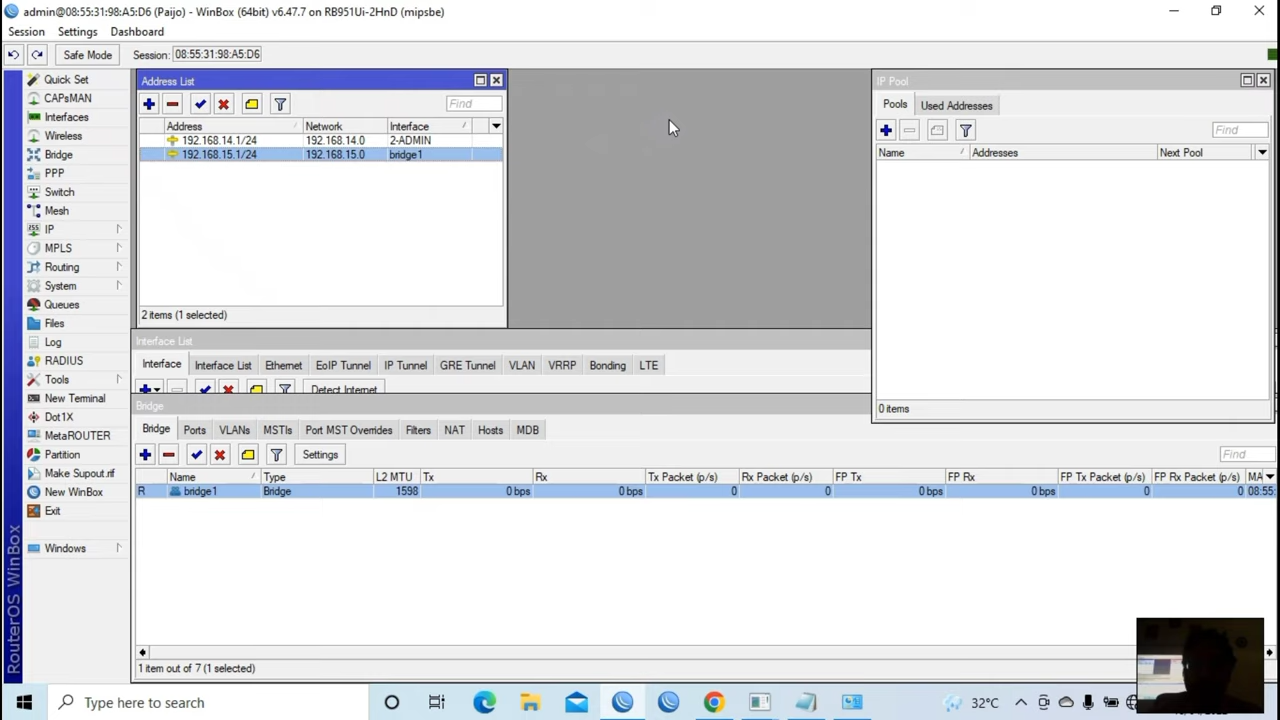 admin@08:55:31:98:A5:D6 (Paijo) - WinBox (64bit) v6.47.7 on RB951Ui-2HnD (mipsbe)
Session Settings Dashboard
Safe Mode Session: 08:55:31:98:A5:D6
Quick Set
CAPsMAN
Interfaces
Wireless
Bridge
PPP
Switch
Mesh
IP
MPLS
Routing
System
Queues
Files
Log
RADIUS
Tools
New Terminal
Dot1X
MetaROUTER
Partition
Make Supout.rif
New WinBox
Exit
Windows
RouterOS WinBox
Address List
Find
Address Network Interface
192.168.14.1/24 192.168.14.0 2-ADMIN
192.168.15.1/24 192.168.15.0 bridge1
2 items (1 selected)
IP Pool
Pools Used Addresses
Find
Name Addresses Next Pool
0 items
Interface List
Interface Interface List Ethernet EoIP Tunnel IP Tunnel GRE Tunnel VLAN VRRP Bonding LTE
Detect Internet
Bridge
Bridge Ports VLANs MSTIs Port MST Overrides Filters NAT Hosts MDB
Settings Find
Name Type L2 MTU Tx Rx Tx Packet (p/s) Rx Packet (p/s) FP Tx FP Rx FP Tx Packet (p/s) FP Rx Packet (p/s) MA
R bridge1 Bridge 1598 0 bps 0 bps 0 0 0 bps 0 bps 0 0 08:55:
1 item out of 7 (1 selected)
Type here to search
32°C